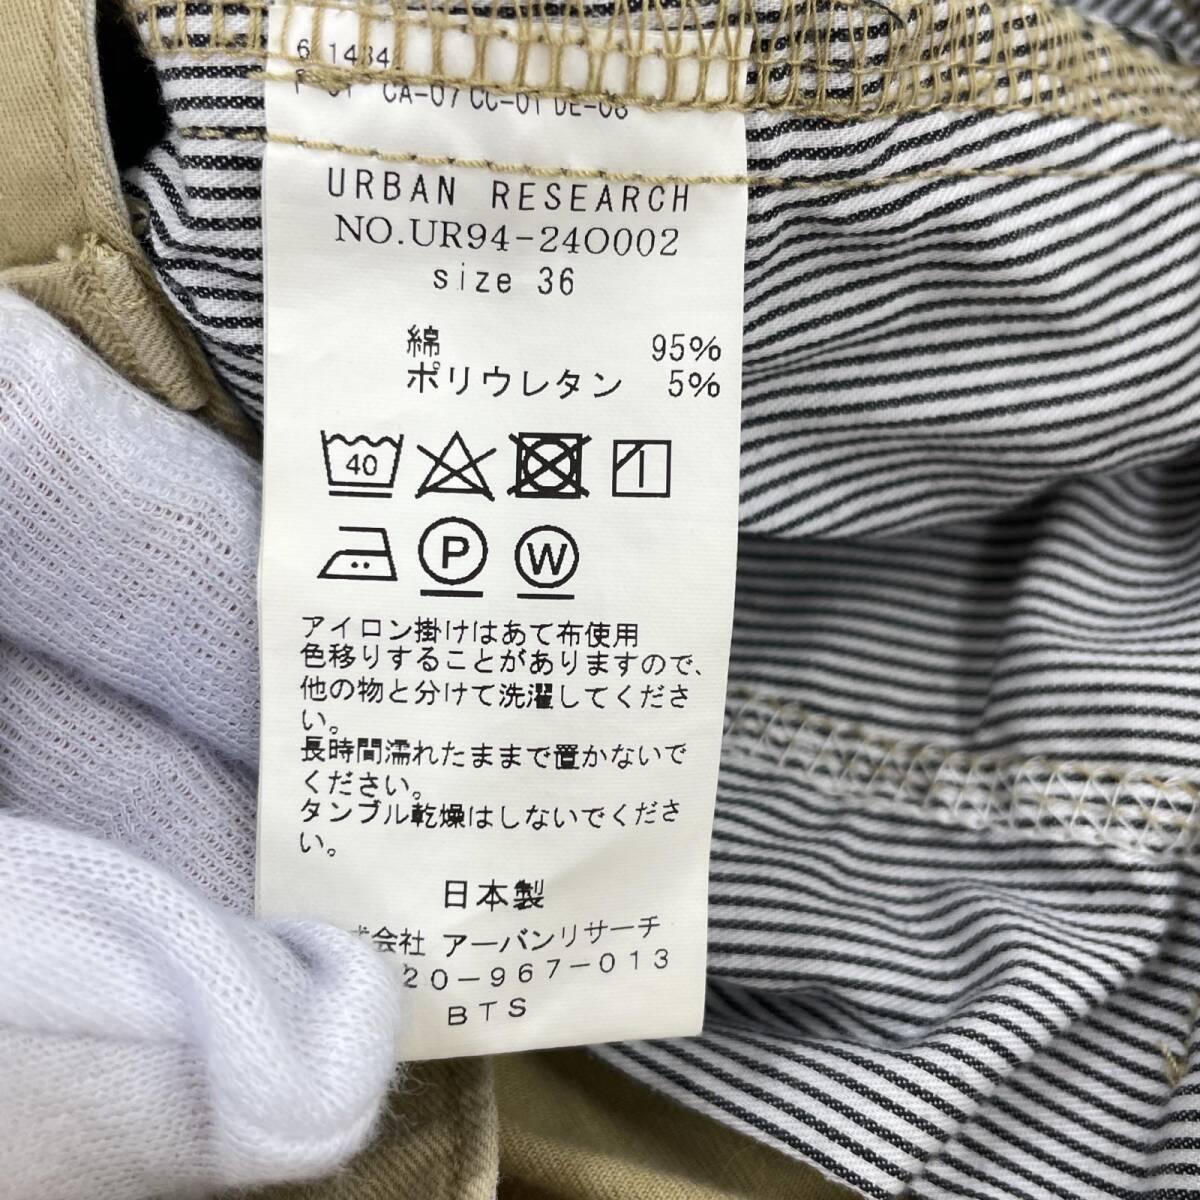 URBAN RESEARCH
NO.UR94-240002
size 36
綿 95%
ポリウレタン 5%
40
P W
アイロン掛けはあて布使用
色移りすることがありますので、
他の物と分けて洗濯してくださ
い。
長時間濡れたままで置かないで
ください。
タンブル乾燥はしないでくださ
い。
日本製
会社 アーバンリサーチ
20-967-013
BTS